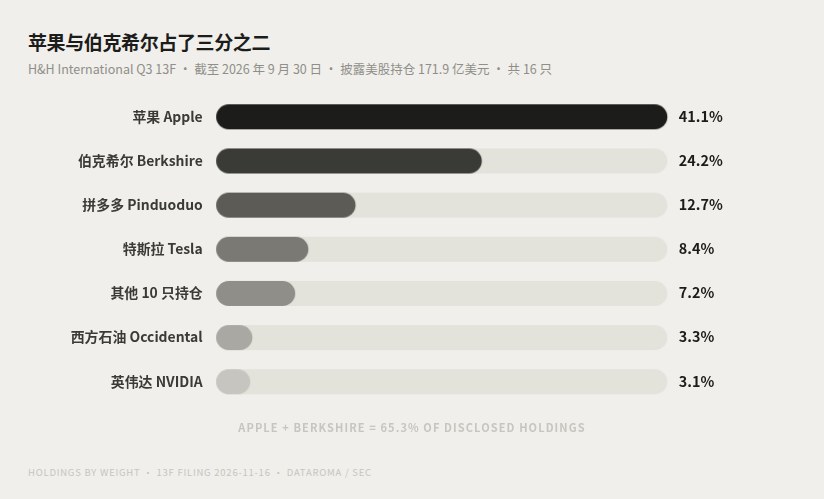 苹果与伯克希尔占了三分之二
H&H International Q3 13F · 截至 2026 年 9 月 30 日 · 披露美股持仓 171.9 亿美元 · 共 16 只
苹果 Apple 41.1%
伯克希尔 Berkshire 24.2%
拼多多 Pinduoduo 12.7%
特斯拉 Tesla 8.4%
其他 10 只持仓 7.2%
西方石油 Occidental 3.3%
英伟达 NVIDIA 3.1%
APPLE + BERKSHIRE = 65.3% OF DISCLOSED HOLDINGS
HOLDINGS BY WEIGHT · 13F FILING 2026-11-16 · DATAROMA / SEC